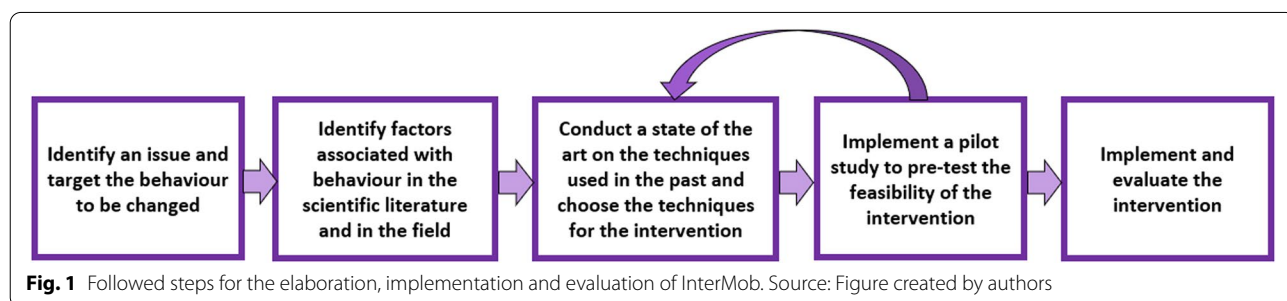 Identify an issue and
target the behaviour
to be changed
Identify factors
associated with
behaviour in the
scientific literature
and in the field
Conduct a state of the
art on the techniques
used in the past and
choose the techniques
for the intervention
Implement a pilot
study to pre-test the
feasibility of the
intervention
Implement and
evaluate the
intervention
Fig. 1 Followed steps for the elaboration, implementation and evaluation of InterMob. Source: Figure created by authors